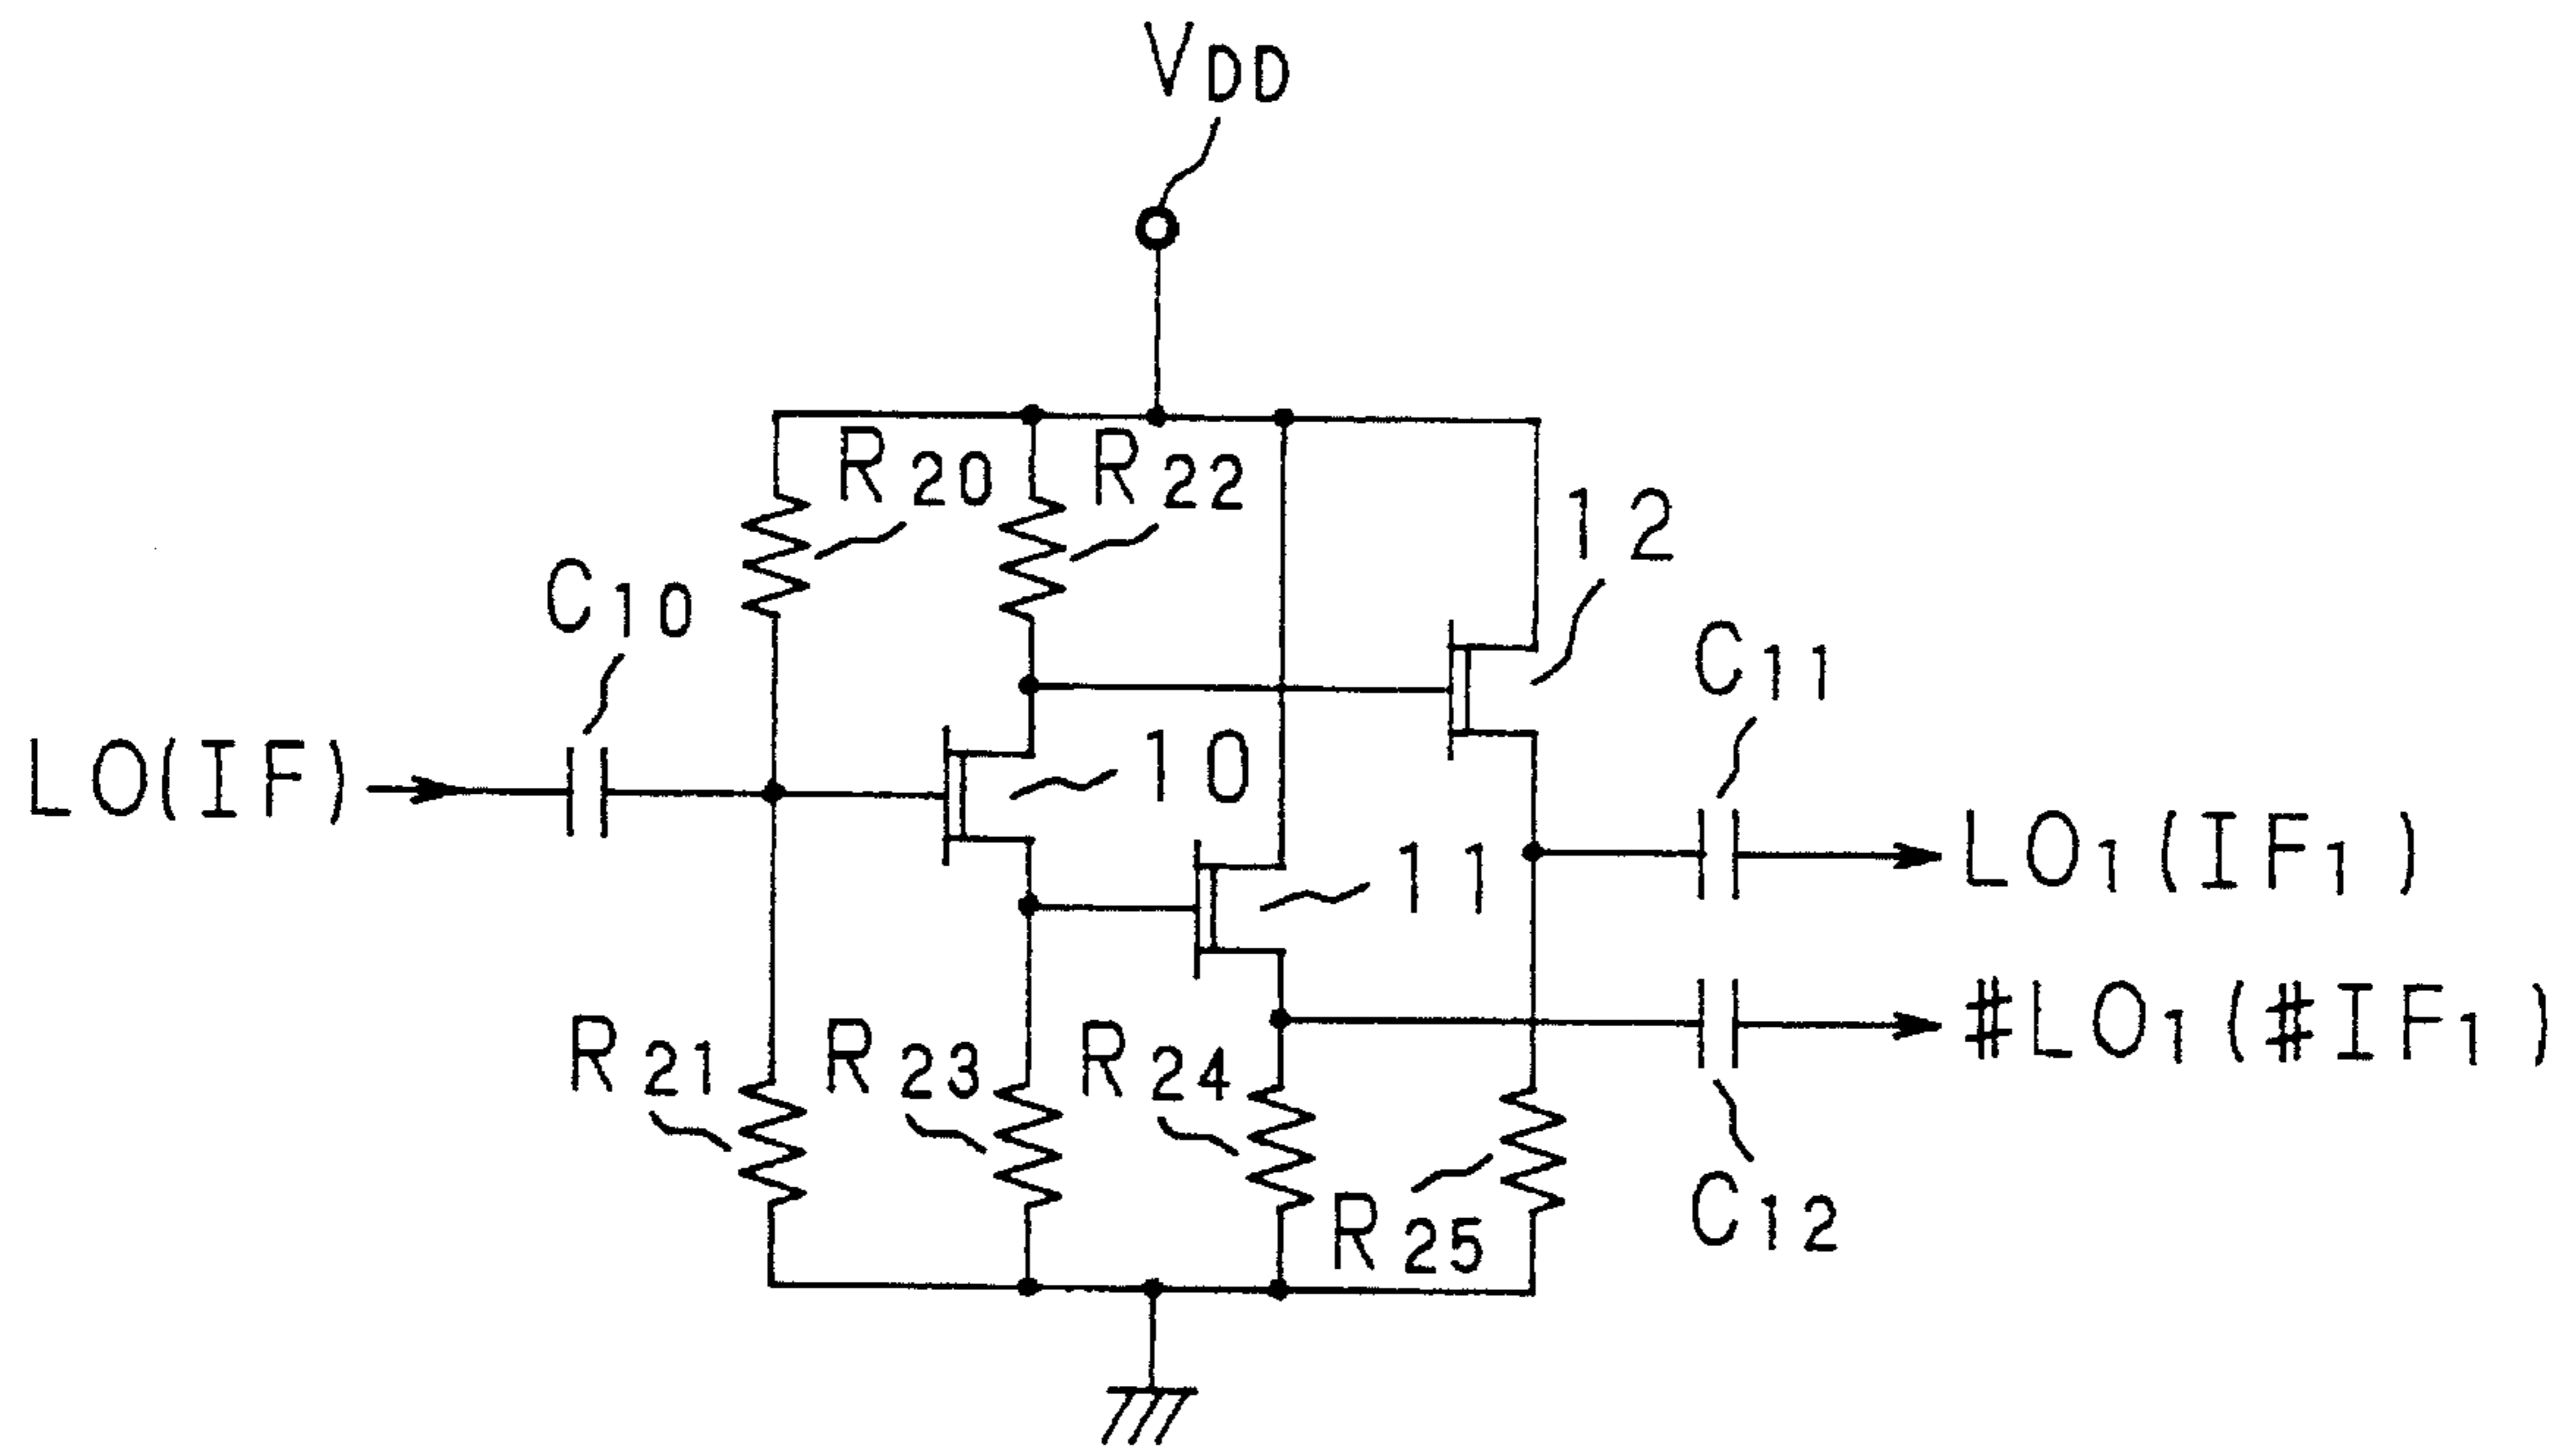 VDD
R20
R22
12
C10
C11
LO(IF)
10
11
LO1(IF1)
#LO1(#IF1)
R21
R23
R24
R25
C12